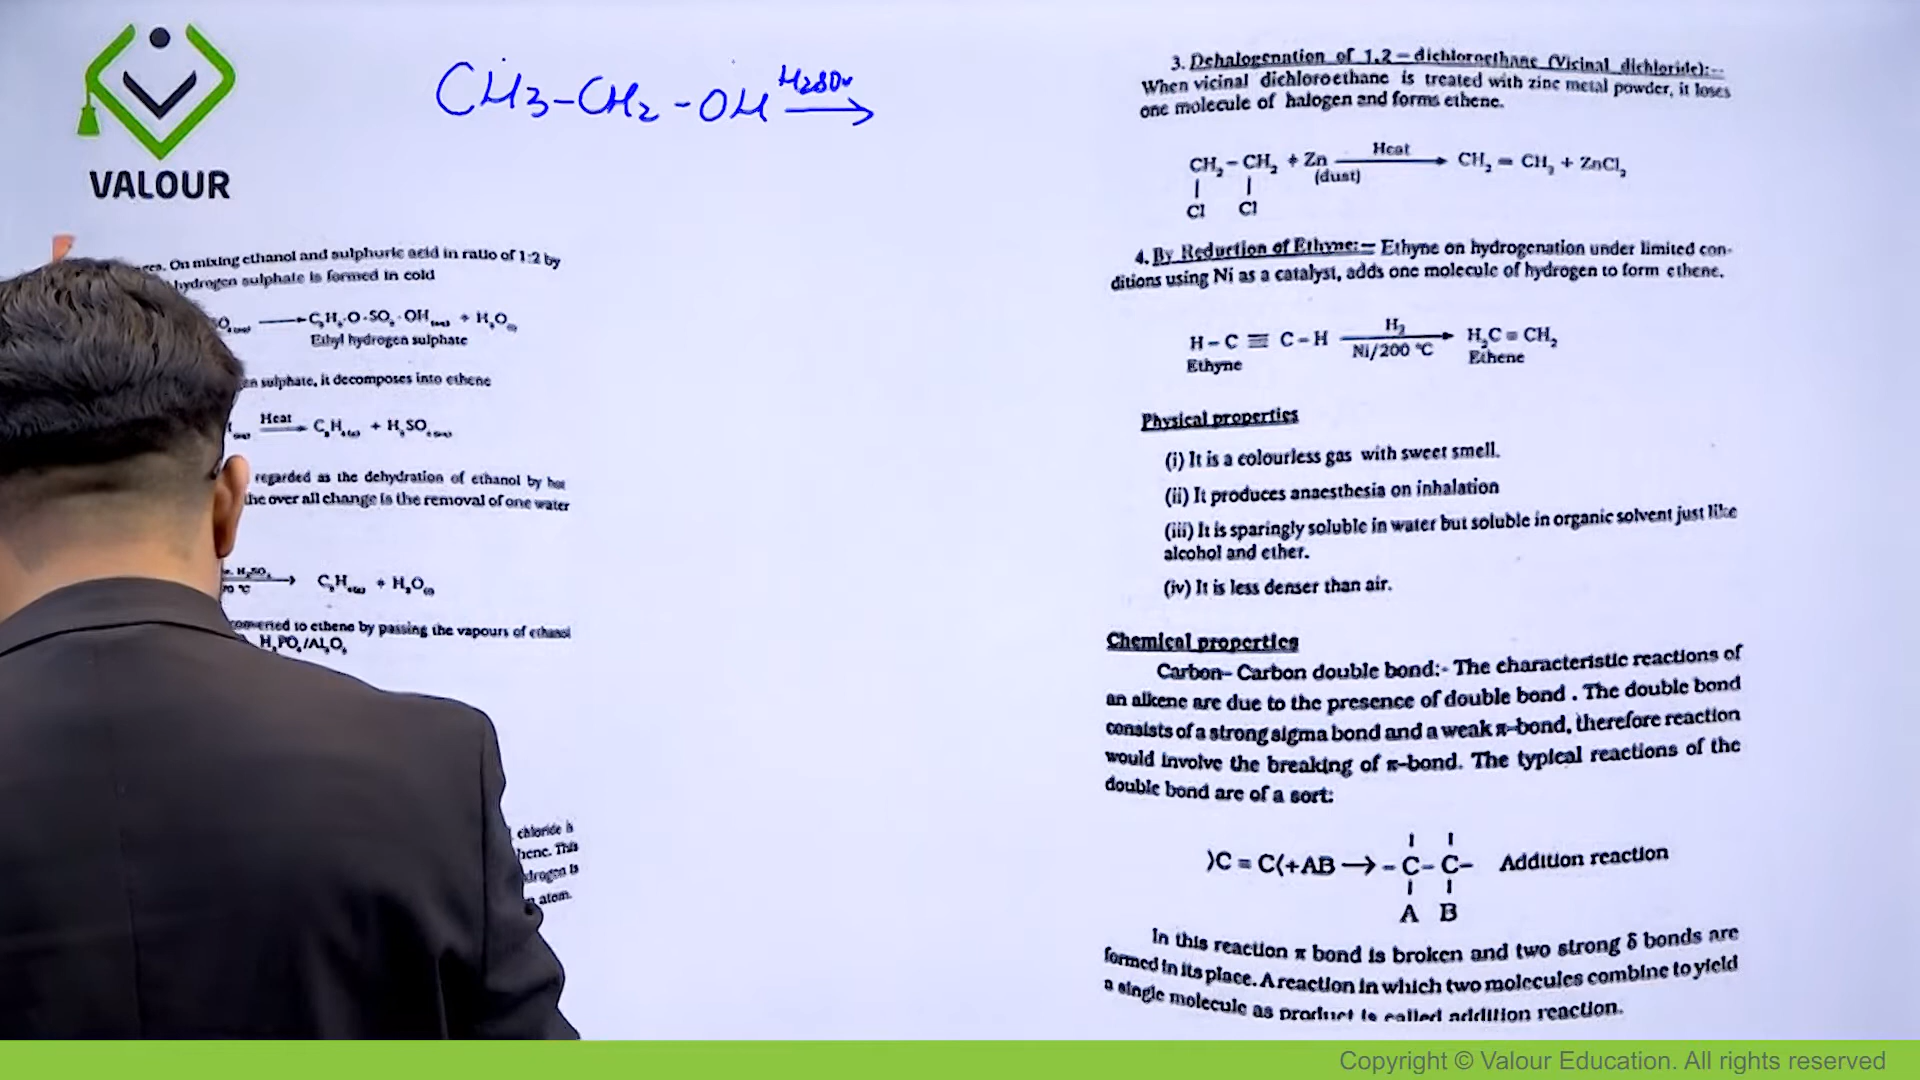 VALOUR
CH3-CH2-OH H2SO4 →
On mixing ethanol and sulphuric acid in ratio of 1:2 by
hydrogen sulphate is formed in cold
⟶ C₂H₅·O·SO₂·OH + H₂O
Ethyl hydrogen sulphate
sulphate, it decomposes into ethene
Heat
C₂H₄ + H₂SO₄
regarded as the dehydration of ethanol by hot
the over all change is the removal of one water
H₂SO₄
→ C₂H₄ + H₂O
converted to ethene by passing the vapours of ethanol
H₃PO₄/Al₂O₃
chloride is
This
is
atom.
3. Dehalogenation of 1,2 – dichloroethane (Vicinal dichloride):--
When vicinal dichloroethane is treated with zinc metal powder, it loses
one molecule of halogen and forms ethene.
CH₂ – CH₂ + Zn Heat → CH₂ = CH₂ + ZnCl₂
(dust)
Cl Cl
4. By Reduction of Ethyne:= Ethyne on hydrogenation under limited con-
ditions using Ni as a catalyst, adds one molecule of hydrogen to form ethene.
H – C ≡ C – H H₂ Ni/200 °C → H₂C = CH₂
Ethyne Ethene
Physical properties
(i) It is a colourless gas with sweet smell.
(ii) It produces anaesthesia on inhalation
(iii) It is sparingly soluble in water but soluble in organic solvent just like
alcohol and ether.
(iv) It is less denser than air.
Chemical properties
Carbon– Carbon double bond:- The characteristic reactions of
an alkene are due to the presence of double bond . The double bond
consists of a strong sigma bond and a weak π–bond, therefore reaction
would involve the breaking of π–bond. The typical reactions of the
double bond are of a sort:
)C = C(+AB → – C – C – Addition reaction
A B
In this reaction π bond is broken and two strong δ bonds are
formed in its place. A reaction in which two molecules combine to yield
a single molecule as product is called addition reaction.
Copyright © Valour Education. All rights reserved